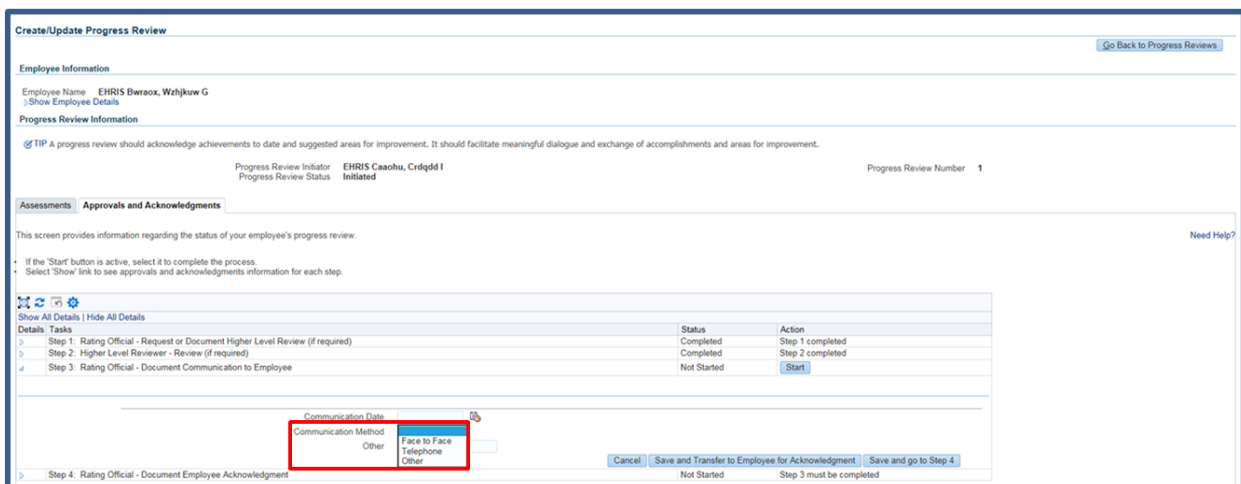 Create/Update Progress Review
Go Back to Progress Reviews
Employee Information
Employee Name EHRIS Bwraox, Wzhjkuw G
Show Employee Details
Progress Review Information
TIP A progress review should acknowledge achievements to date and suggested areas for improvement. It should facilitate meaningful dialogue and exchange of accomplishments and areas for improvement.
Progress Review Initiator EHRIS Caaohu, Crdqdd I Progress Review Number 1
Progress Review Status Initiated
Assessments Approvals and Acknowledgments
This screen provides information regarding the status of your employee's progress review. Need Help?
If the 'Start' button is active, select it to complete the process.
Select 'Show' link to see approvals and acknowledgments information for each step.
Show All Details | Hide All Details
Details Tasks Status Action
Step 1: Rating Official - Request or Document Higher Level Review (if required) Completed Step 1 completed
Step 2: Higher Level Reviewer - Review (if required) Completed Step 2 completed
Step 3: Rating Official - Document Communication to Employee Not Started Start
Communication Date
Communication Method
Face to Face
Telephone
Other
Other
Cancel Save and Transfer to Employee for Acknowledgment Save and go to Step 4
Step 4: Rating Official - Document Employee Acknowledgment Not Started Step 3 must be completed